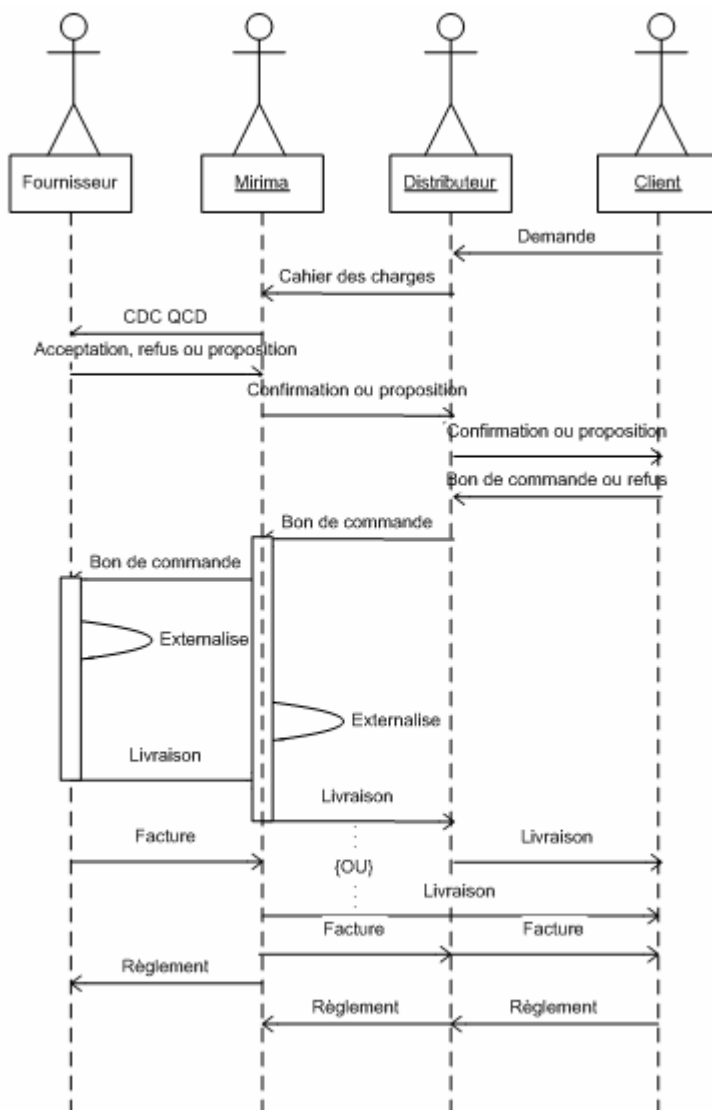 Fournisseur
Mirima
Distributeur
Client
Demande
Cahier des charges
CDC QCD
Acceptation, refus ou proposition
Confirmation ou proposition
Confirmation ou proposition
Bon de commande ou refus
Bon de commande
Bon de commande
Externalise
Externalise
Livraison
Livraison
Facture
{OU}
Livraison
Livraison
Facture
Facture
Règlement
Règlement
Règlement